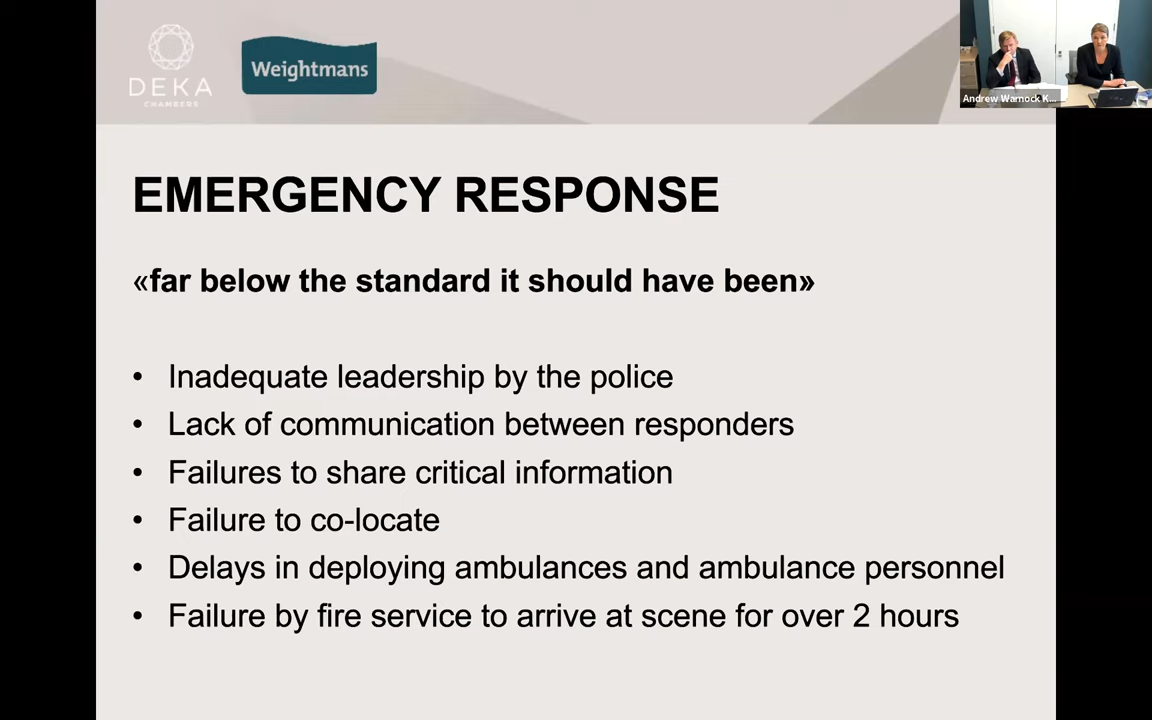 DEKA
CHAMBERS
Weightmans
Andrew Warnock K...
EMERGENCY RESPONSE
«far below the standard it should have been»
• Inadequate leadership by the police
• Lack of communication between responders
• Failures to share critical information
• Failure to co-locate
• Delays in deploying ambulances and ambulance personnel
• Failure by fire service to arrive at scene for over 2 hours